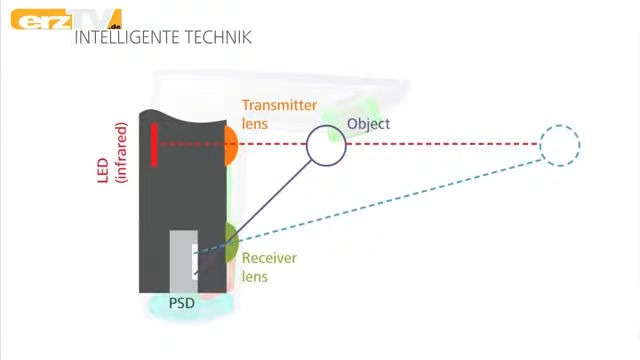 erzTV
.de
INTELLIGENTE TECHNIK
Transmitter
lens
Object
LED
(infrared)
Receiver
lens
PSD